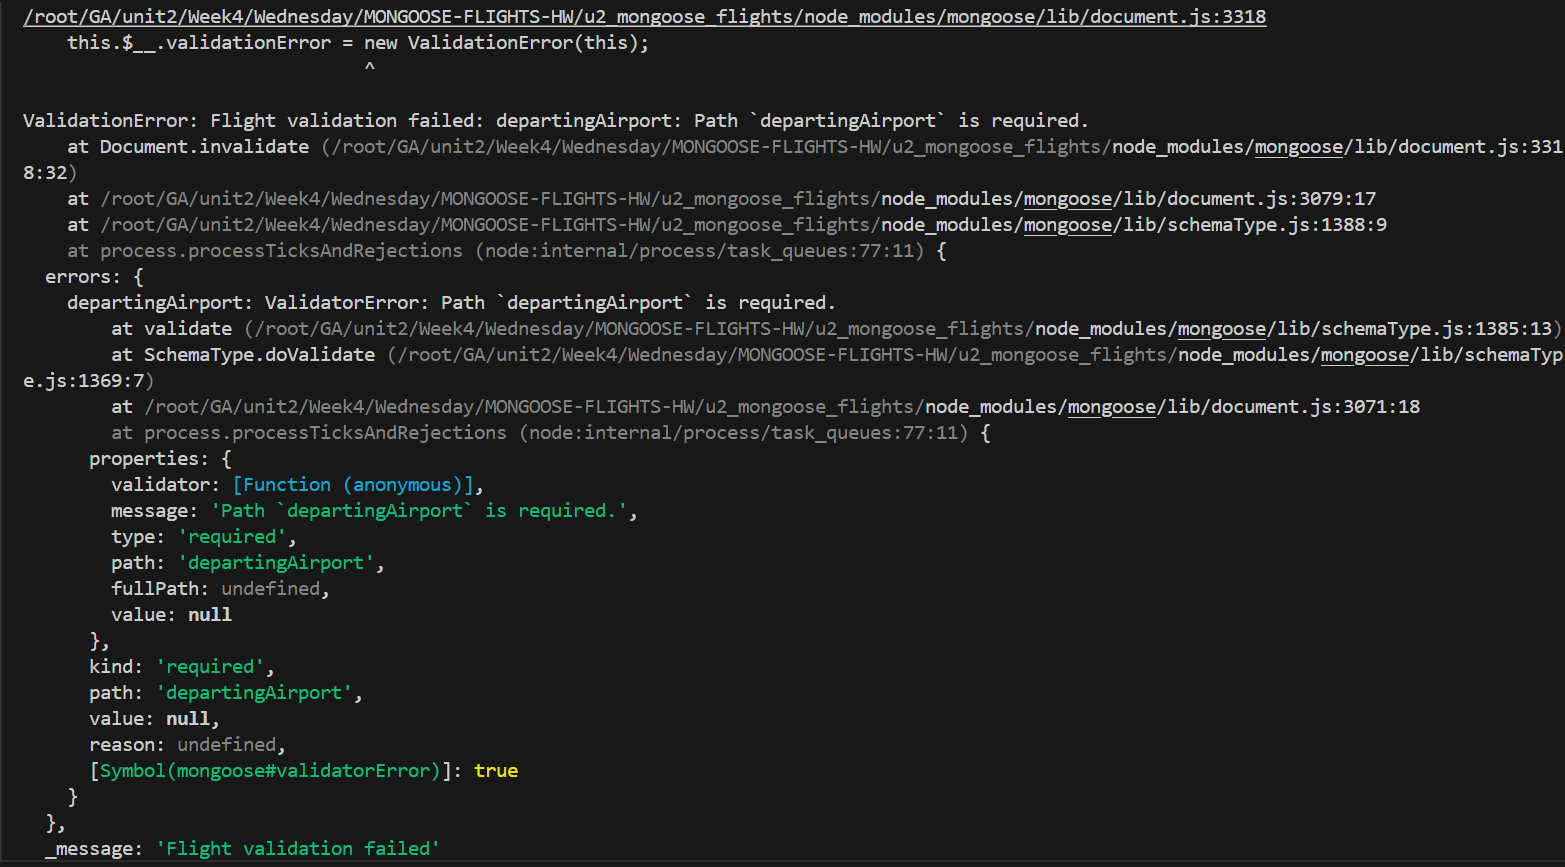 /root/GA/unit2/Week4/Wednesday/MONGOOSE-FLIGHTS-HW/u2_mongoose_flights/node_modules/mongoose/lib/document.js:3318
    this.$__.validationError = new ValidationError(this);
                               ^
ValidationError: Flight validation failed: departingAirport: Path `departingAirport` is required.
    at Document.invalidate (/root/GA/unit2/Week4/Wednesday/MONGOOSE-FLIGHTS-HW/u2_mongoose_flights/node_modules/mongoose/lib/document.js:331
8:32)
    at /root/GA/unit2/Week4/Wednesday/MONGOOSE-FLIGHTS-HW/u2_mongoose_flights/node_modules/mongoose/lib/document.js:3079:17
    at /root/GA/unit2/Week4/Wednesday/MONGOOSE-FLIGHTS-HW/u2_mongoose_flights/node_modules/mongoose/lib/schemaType.js:1388:9
    at process.processTicksAndRejections (node:internal/process/task_queues:77:11) {
  errors: {
    departingAirport: ValidatorError: Path `departingAirport` is required.
        at validate (/root/GA/unit2/Week4/Wednesday/MONGOOSE-FLIGHTS-HW/u2_mongoose_flights/node_modules/mongoose/lib/schemaType.js:1385:13)
        at SchemaType.doValidate (/root/GA/unit2/Week4/Wednesday/MONGOOSE-FLIGHTS-HW/u2_mongoose_flights/node_modules/mongoose/lib/schemaTyp
e.js:1369:7)
        at /root/GA/unit2/Week4/Wednesday/MONGOOSE-FLIGHTS-HW/u2_mongoose_flights/node_modules/mongoose/lib/document.js:3071:18
        at process.processTicksAndRejections (node:internal/process/task_queues:77:11) {
      properties: {
        validator: [Function (anonymous)],
        message: 'Path `departingAirport` is required.',
        type: 'required',
        path: 'departingAirport',
        fullPath: undefined,
        value: null
      },
      kind: 'required',
      path: 'departingAirport',
      value: null,
      reason: undefined,
      [Symbol(mongoose#validatorError)]: true
    }
  },
  _message: 'Flight validation failed'